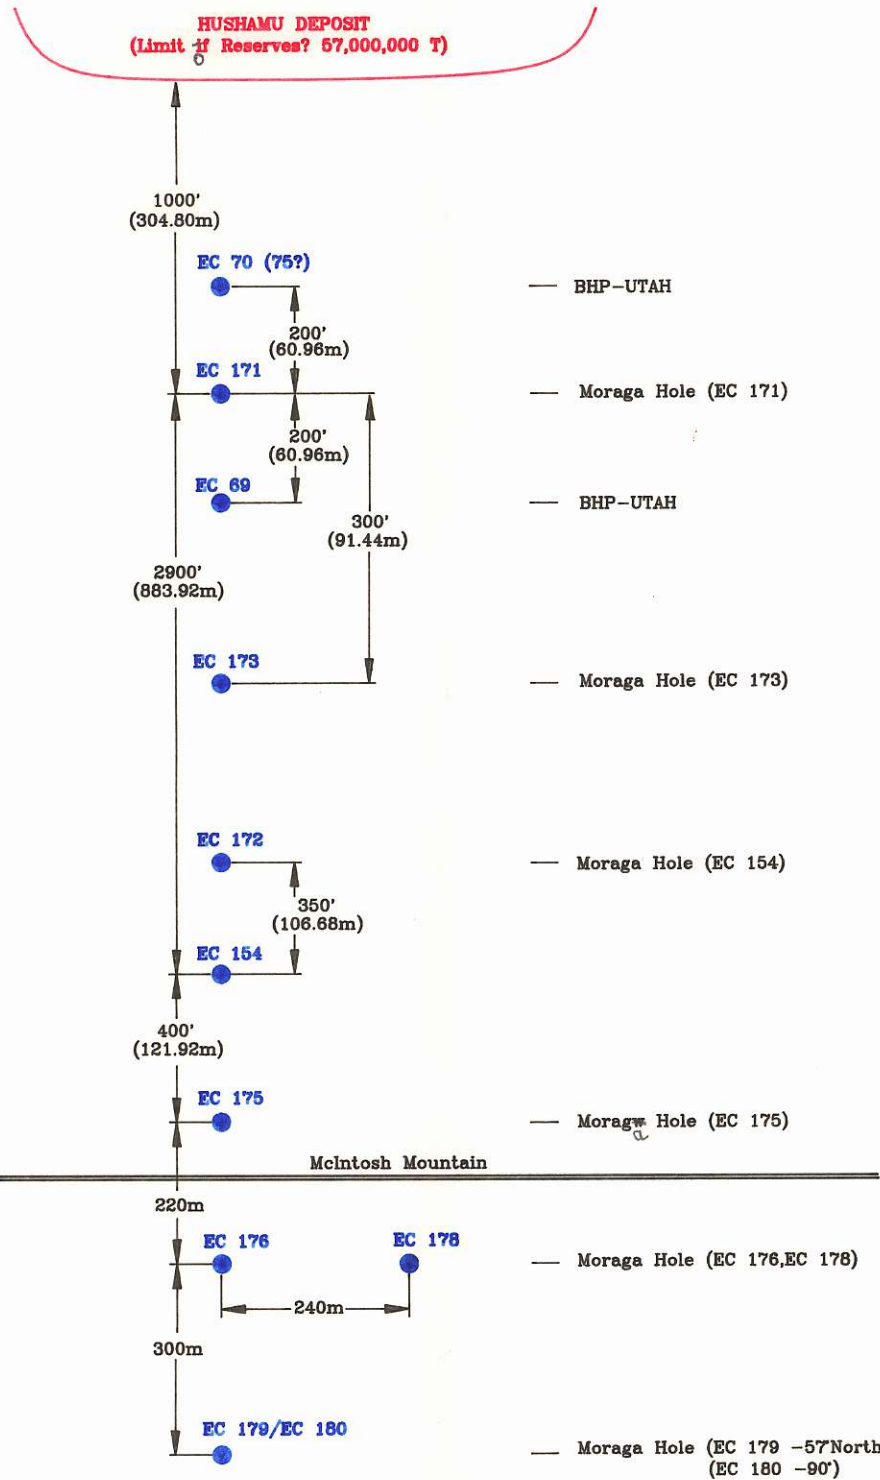 HUSHAMU DEPOSIT
(Limit if Reserves? 57,000,000 T)
o
1000'
(304.80m)
EC 70 (75?)
BHP-UTAH
200'
(60.96m)
EC 171
Moraga Hole (EC 171)
200'
(60.96m)
EC 69
BHP-UTAH
300'
(91.44m)
2900'
(883.92m)
EC 173
Moraga Hole (EC 173)
EC 172
Moraga Hole (EC 154)
350'
(106.68m)
EC 154
400'
(121.92m)
EC 175
Moragw Hole (EC 175)
a
McIntosh Mountain
220m
EC 176
EC 178
Moraga Hole (EC 176,EC 178)
240m
300m
EC 179/EC 180
Moraga Hole (EC 179 -57°North
(EC 180 -90°)